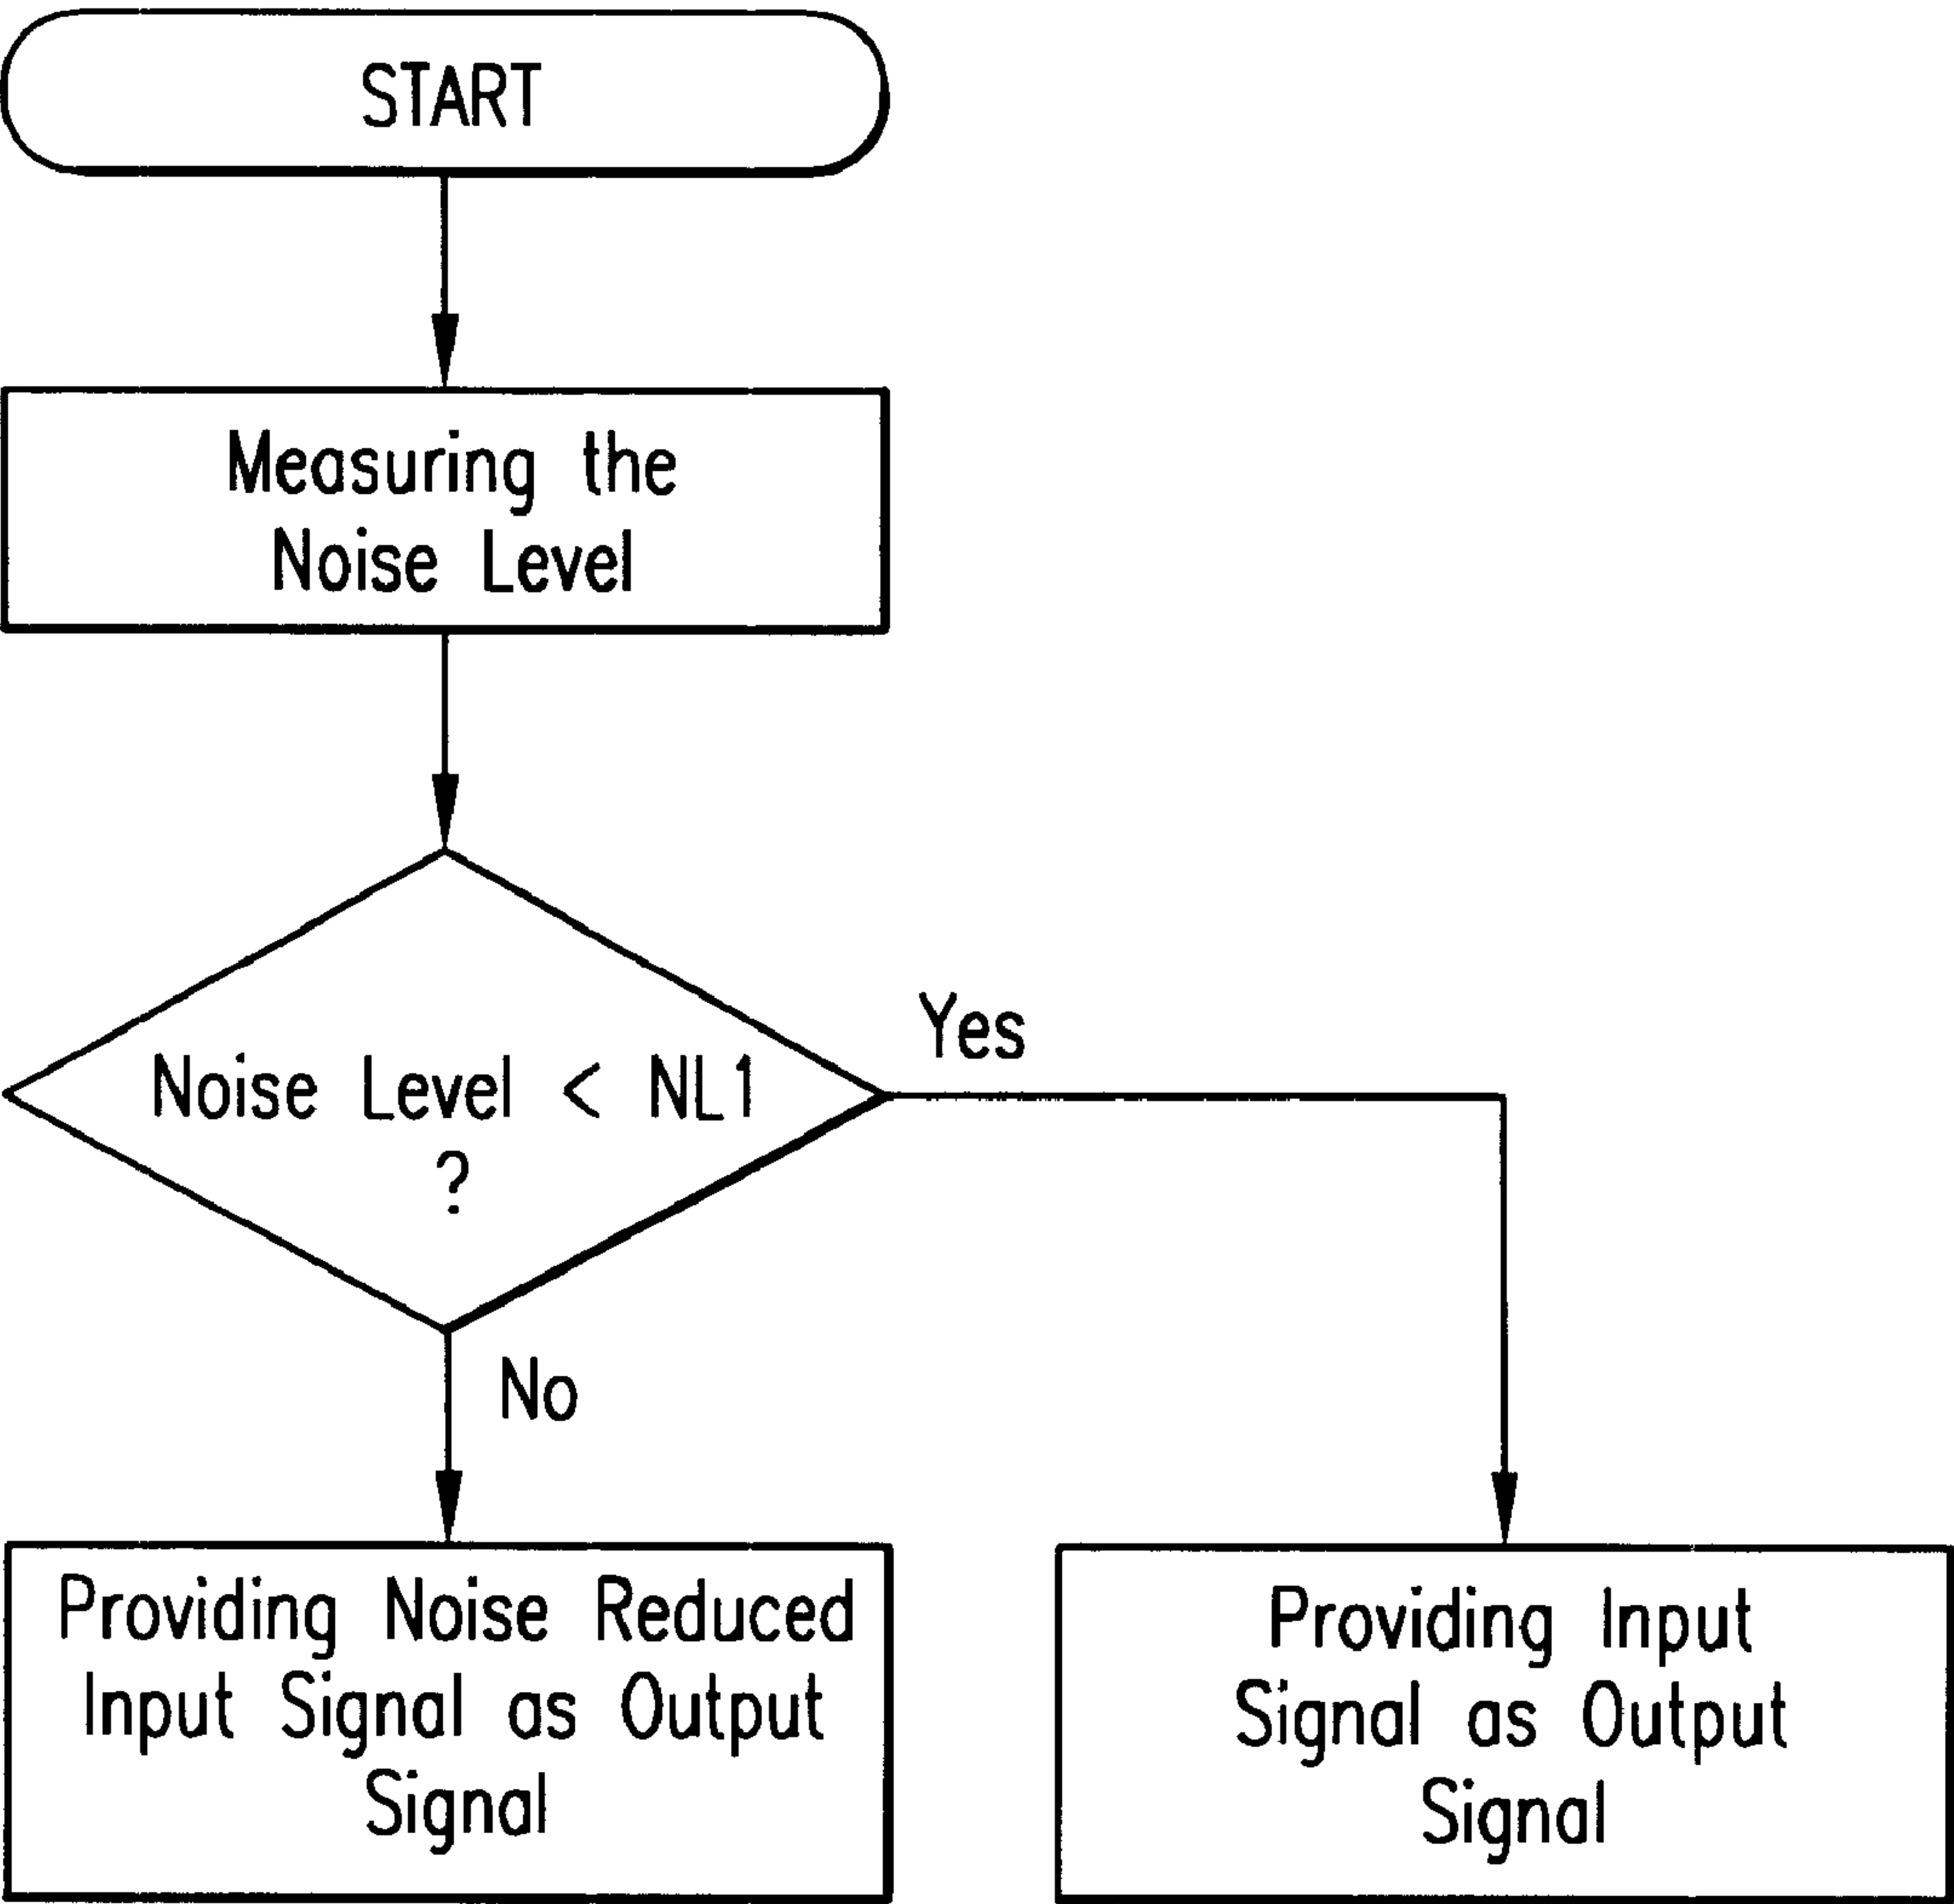 START
Measuring the
Noise Level
Noise Level < NL1
?
Yes
No
Providing Noise Reduced
Input Signal as Output
Signal
Providing Input
Signal as Output
Signal